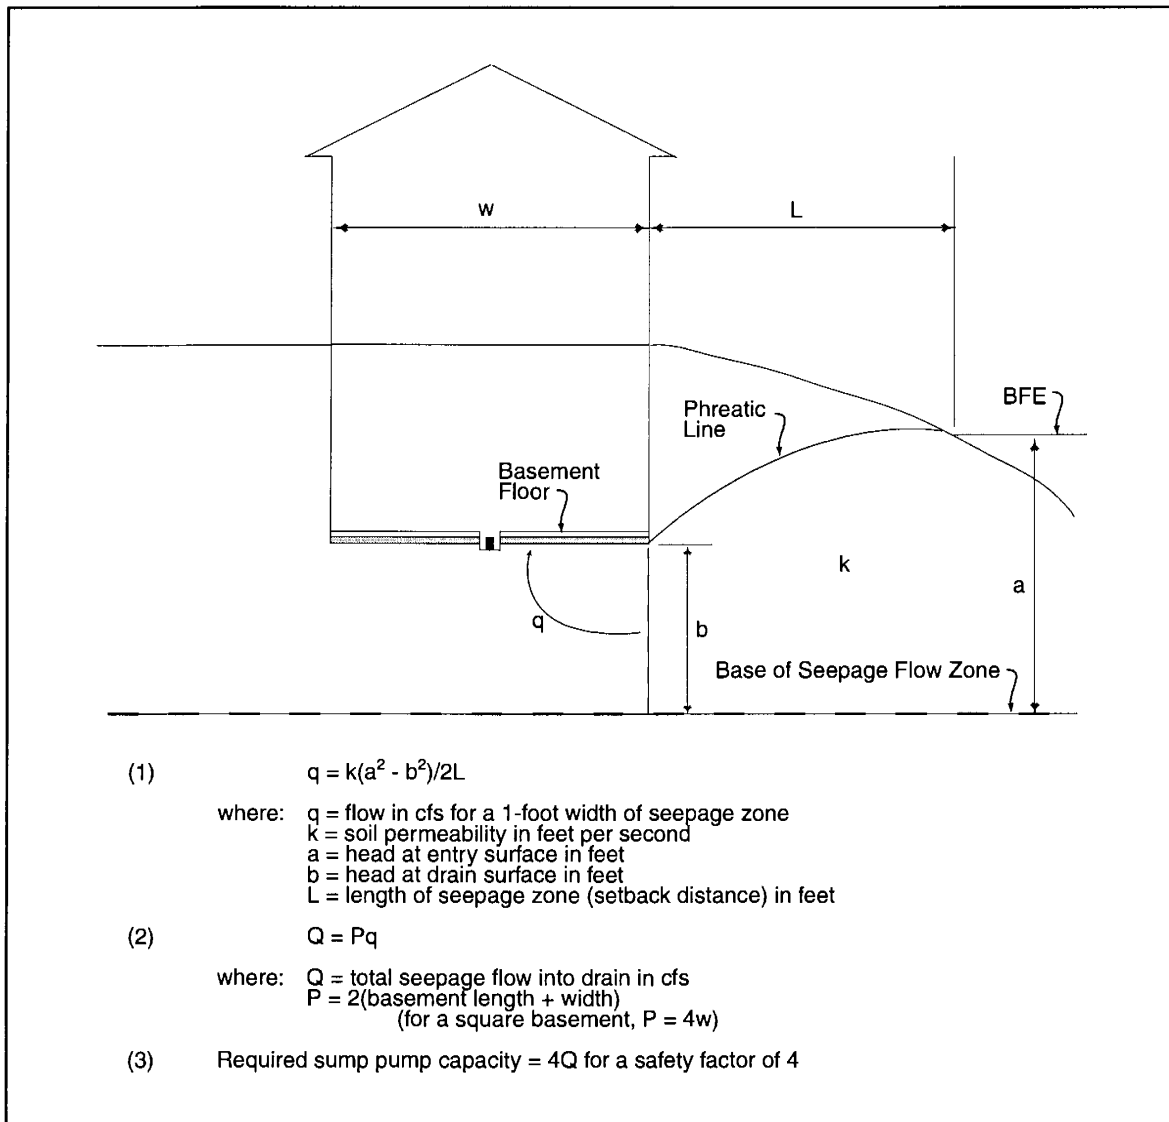 w
L
BFE
Phreatic
Line
Basement
Floor
k
a
q
b
Base of Seepage Flow Zone
(1) q = k(a² - b²)/2L
where: q = flow in cfs for a 1-foot width of seepage zone
k = soil permeability in feet per second
a = head at entry surface in feet
b = head at drain surface in feet
L = length of seepage zone (setback distance) in feet
(2) Q = Pq
where: Q = total seepage flow into drain in cfs
P = 2(basement length + width)
(for a square basement, P = 4w)
(3) Required sump pump capacity = 4Q for a safety factor of 4